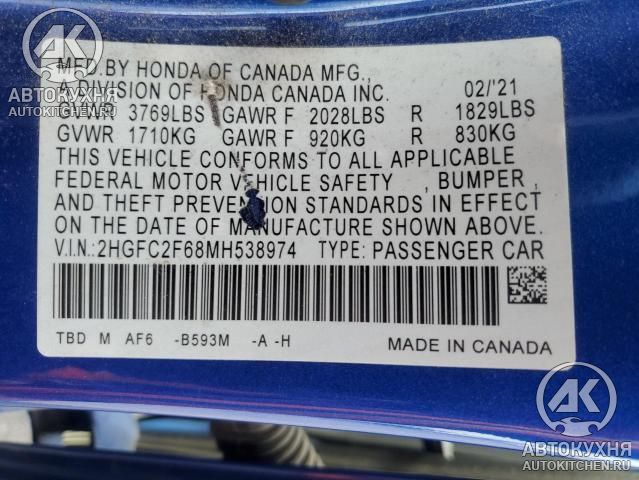 MFD.BY HONDA OF CANADA MFG.,
A DIVISION OF HONDA CANADA INC. 02/'21
GVWR 3769LBS GAWR F 2028LBS R 1829LBS
GVWR 1710KG GAWR F 920KG R 830KG
THIS VEHICLE CONFORMS TO ALL APPLICABLE
FEDERAL MOTOR VEHICLE SAFETY , BUMPER ,
AND THEFT PREVENTION STANDARDS IN EFFECT
ON THE DATE OF MANUFACTURE SHOWN ABOVE.
V.I.N.:2HGFC2F68MH538974 TYPE: PASSENGER CAR
TBD M AF6 -B593M -A -H
MADE IN CANADA
АК
АВТОКУХНЯ
AUTOKITCHEN.RU
АК
АВТОКУХНЯ
AUTOKITCHEN.RU